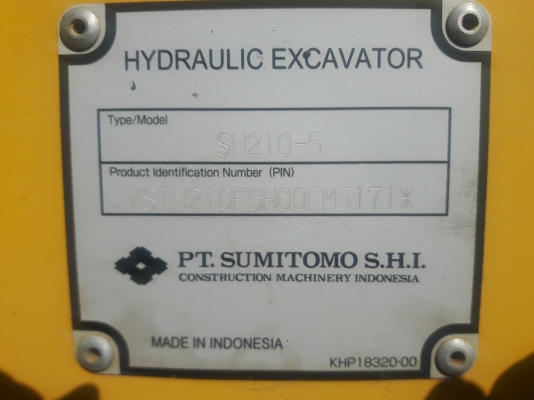 HYDRAULIC EXCAVATOR
Type/Model
SH210-5
Product Identification Number (PIN)
*STN210F5H00FM5171*
PT. SUMITOMO S.H.I.
CONSTRUCTION MACHINERY INDONESIA
MADE IN INDONESIA
KHP18320-00